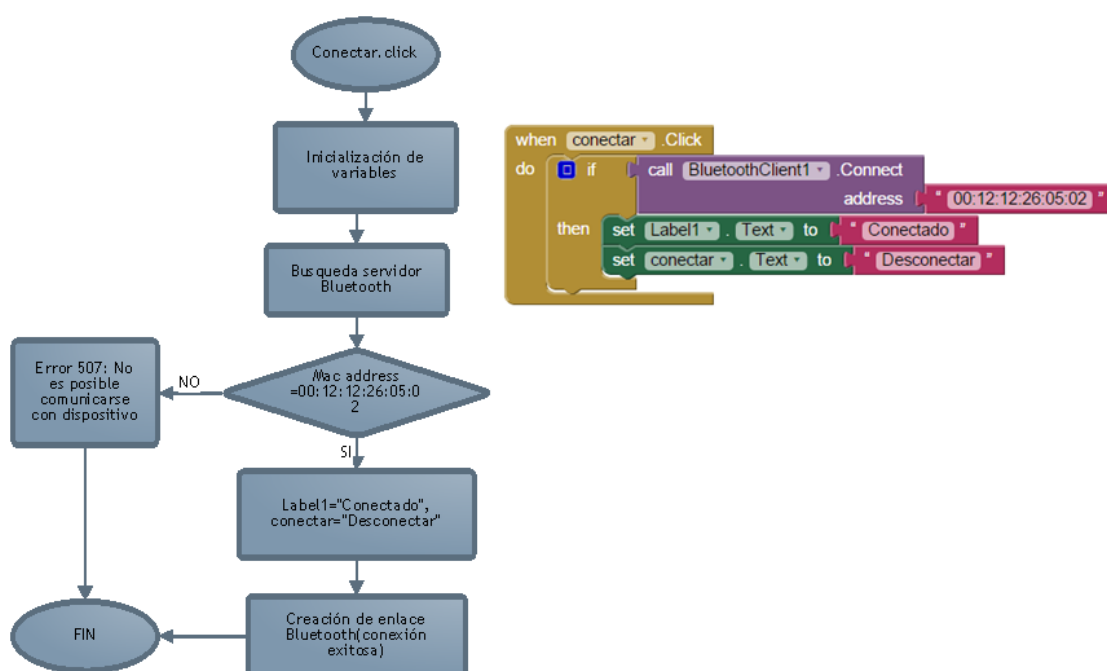 Conectar.click
Inicialización de
variables
Busqueda servidor
Bluetooth
Mac address
=00:12:12:26:05:0
2
NO
Error 507: No
es posible
comunicarse
con dispositivo
SI
Label1="Conectado",
conectar="Desconectar"
Creación de enlace
Bluetooth(conexión
exitosa)
FIN
when conectar .Click
do if call BluetoothClient1 .Connect
address " 00:12:12:26:05:02 "
then set Label1 . Text to " Conectado "
set conectar . Text to " Desconectar "